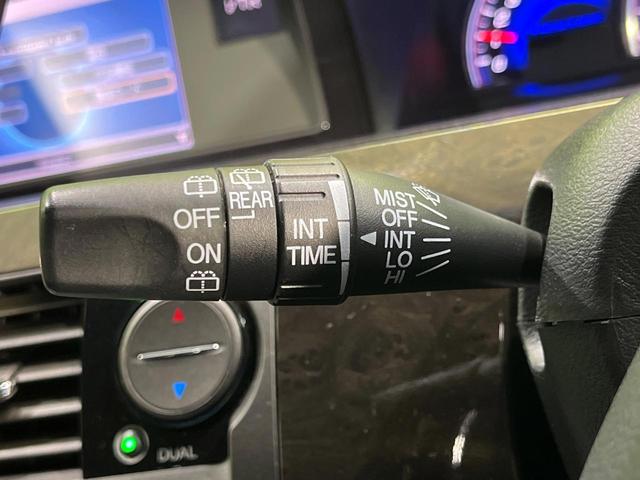 OFF
ON
REAR
INT
TIME
MIST
OFF
INT
LO
HI
DUAL